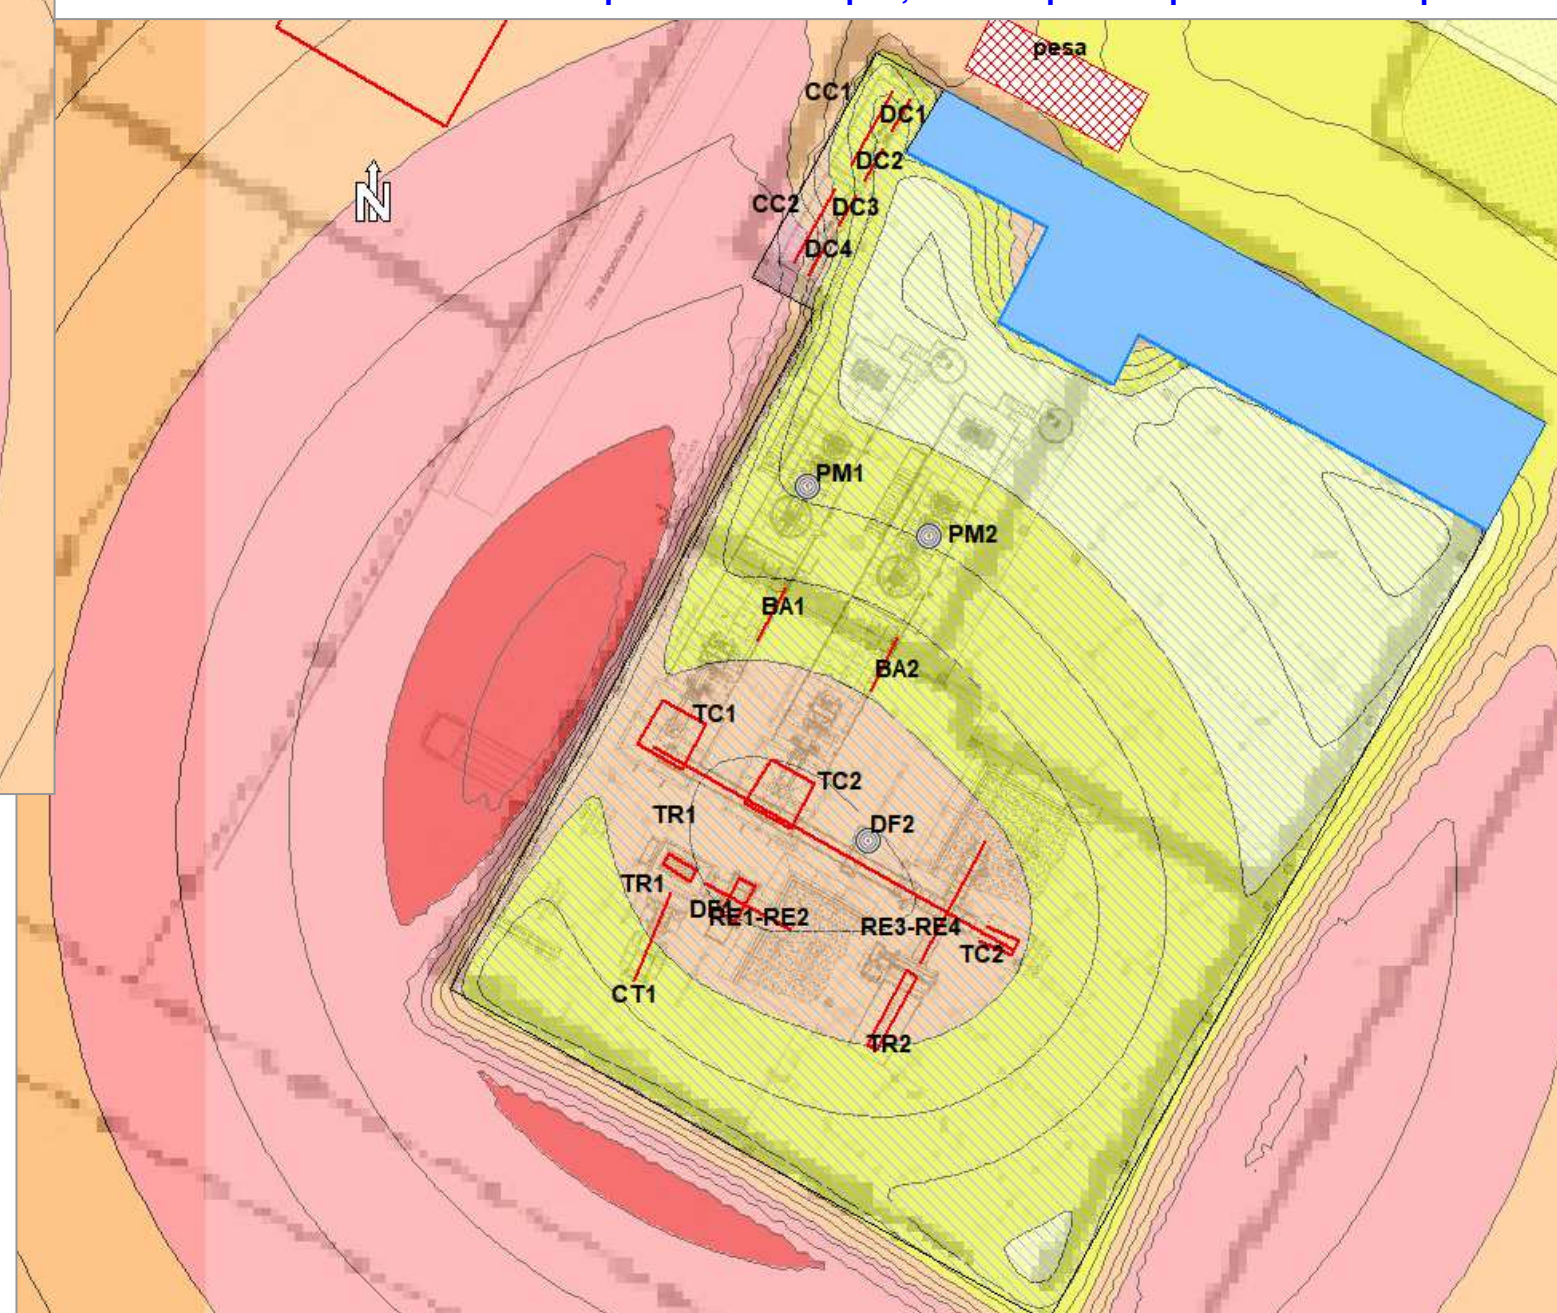 pesa
CC1
DC1
DC2
CC2
DC3
DC4
N
PM1
PM2
BA1
BA2
TC1
TC2
TR1
DF2
TR1
RE1-RE2
RE3-RE4
TC2
CT1
TR2